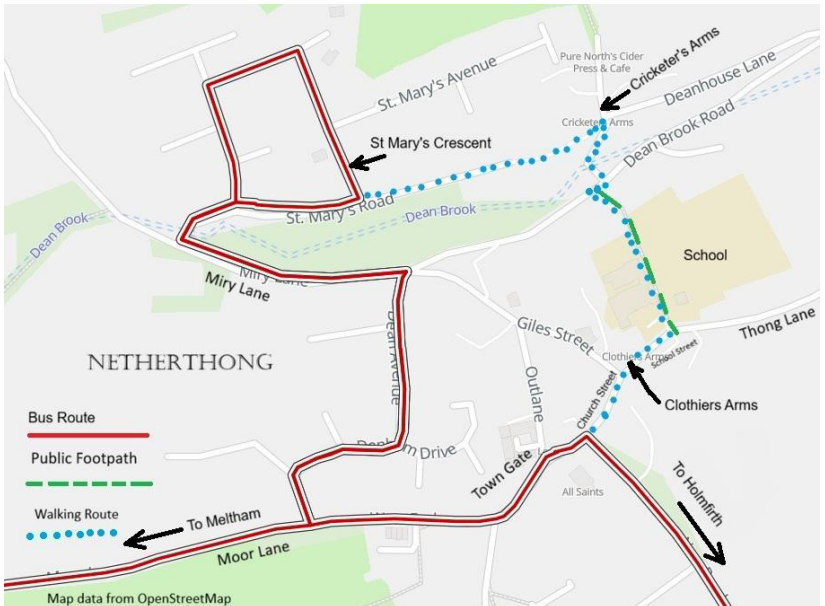 Pure North's Cider
Press & Cafe
Cricketer's Arms
Deanhouse Lane
St. Mary's Avenue
Cricketers Arms
Dean Brook Road
St Mary's Crescent
St. Mary's Road
Dean Brook
Dean Brook
School
Miry Lane
Miry Lane
Thong Lane
Giles Street
Dean Avenue
School Street
Clothiers Arms
NETHERTHONG
Outlane
Church Street
Clothiers Arms
Bus Route
Denham Drive
Public Footpath
Town Gate
To Holmfirth
All Saints
Walking Route
To Meltham
Moor Lane
Map data from OpenStreetMap